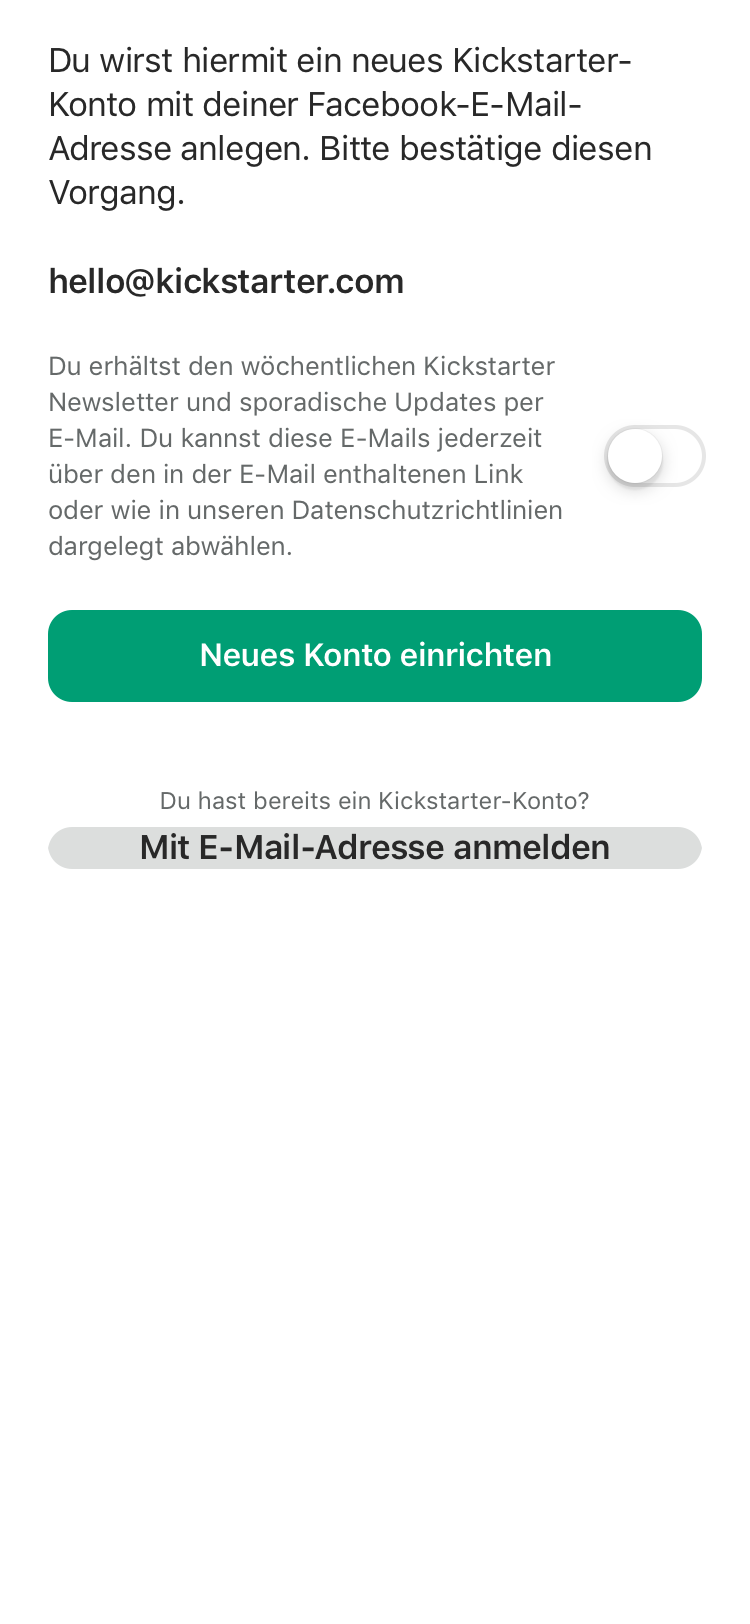 Du wirst hiermit ein neues Kickstarter-
Konto mit deiner Facebook-E-Mail-
Adresse anlegen. Bitte bestätige diesen
Vorgang.
hello@kickstarter.com
Du erhältst den wöchentlichen Kickstarter
Newsletter und sporadische Updates per
E-Mail. Du kannst diese E-Mails jederzeit
über den in der E-Mail enthaltenen Link
oder wie in unseren Datenschutzrichtlinien
dargelegt abwählen.
Neues Konto einrichten
Du hast bereits ein Kickstarter-Konto?
Mit E-Mail-Adresse anmelden